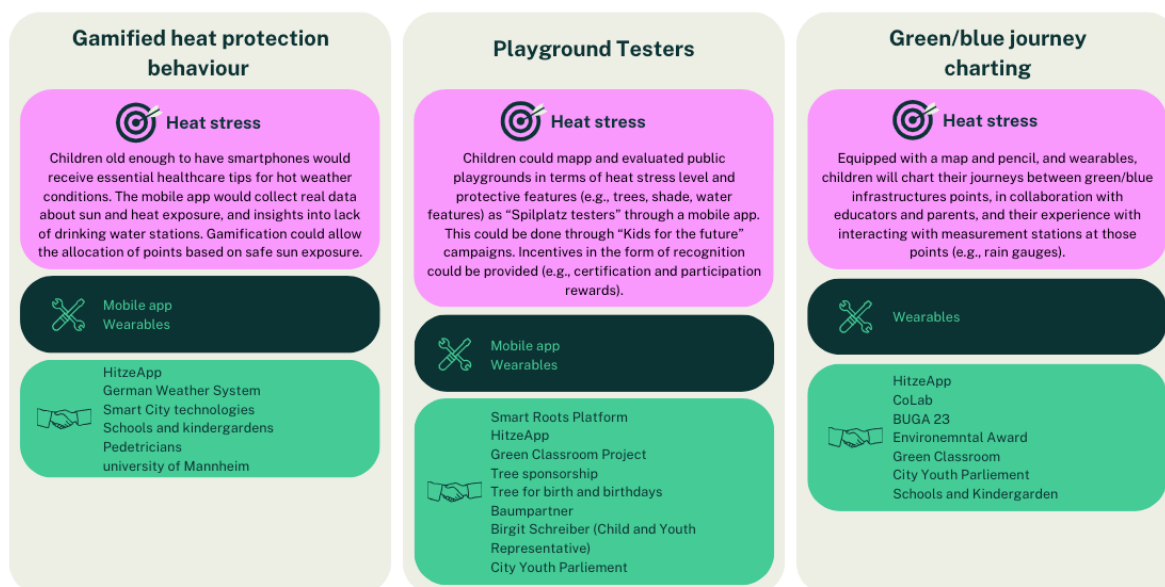 Gamified heat protection
behaviour
Heat stress
Children old enough to have smartphones would
receive essential healthcare tips for hot weather
conditions. The mobile app would collect real data
about sun and heat exposure, and insights into lack
of drinking water stations. Gamification could allow
the allocation of points based on safe sun exposure.
Mobile app
Wearables
HitzeApp
German Weather System
Smart City technologies
Schools and kindergardens
Pedetricians
university of Mannheim
Playground Testers
Heat stress
Children could mapp and evaluated public
playgrounds in terms of heat stress level and
protective features (e.g., trees, shade, water
features) as “Spilplatz testers” through a mobile app.
This could be done through “Kids for the future”
campaigns. Incentives in the form of recognition
could be provided (e.g., certification and participation
rewards).
Mobile app
Wearables
Smart Roots Platform
HitzeApp
Green Classroom Project
Tree sponsorship
Tree for birth and birthdays
Baumpartner
Birgit Schreiber (Child and Youth
Representative)
City Youth Parliement
Green/blue journey
charting
Heat stress
Equipped with a map and pencil, and wearables,
children will chart their journeys between green/blue
infrastructures points, in collaboration with
educators and parents, and their experience with
interacting with measurement stations at those
points (e.g., rain gauges).
Wearables
HitzeApp
CoLab
BUGA 23
Environemntal Award
Green Classroom
City Youth Parliement
Schools and Kindergarden